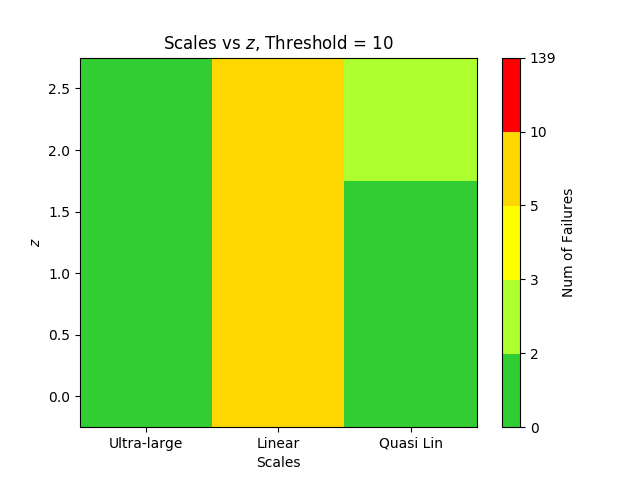 Scales vs z, Threshold = 10
2.5
2.0
1.5
1.0
0.5
0.0
z
Ultra-large
Linear
Quasi Lin
Scales
139
10
5
3
2
0
Num of Failures